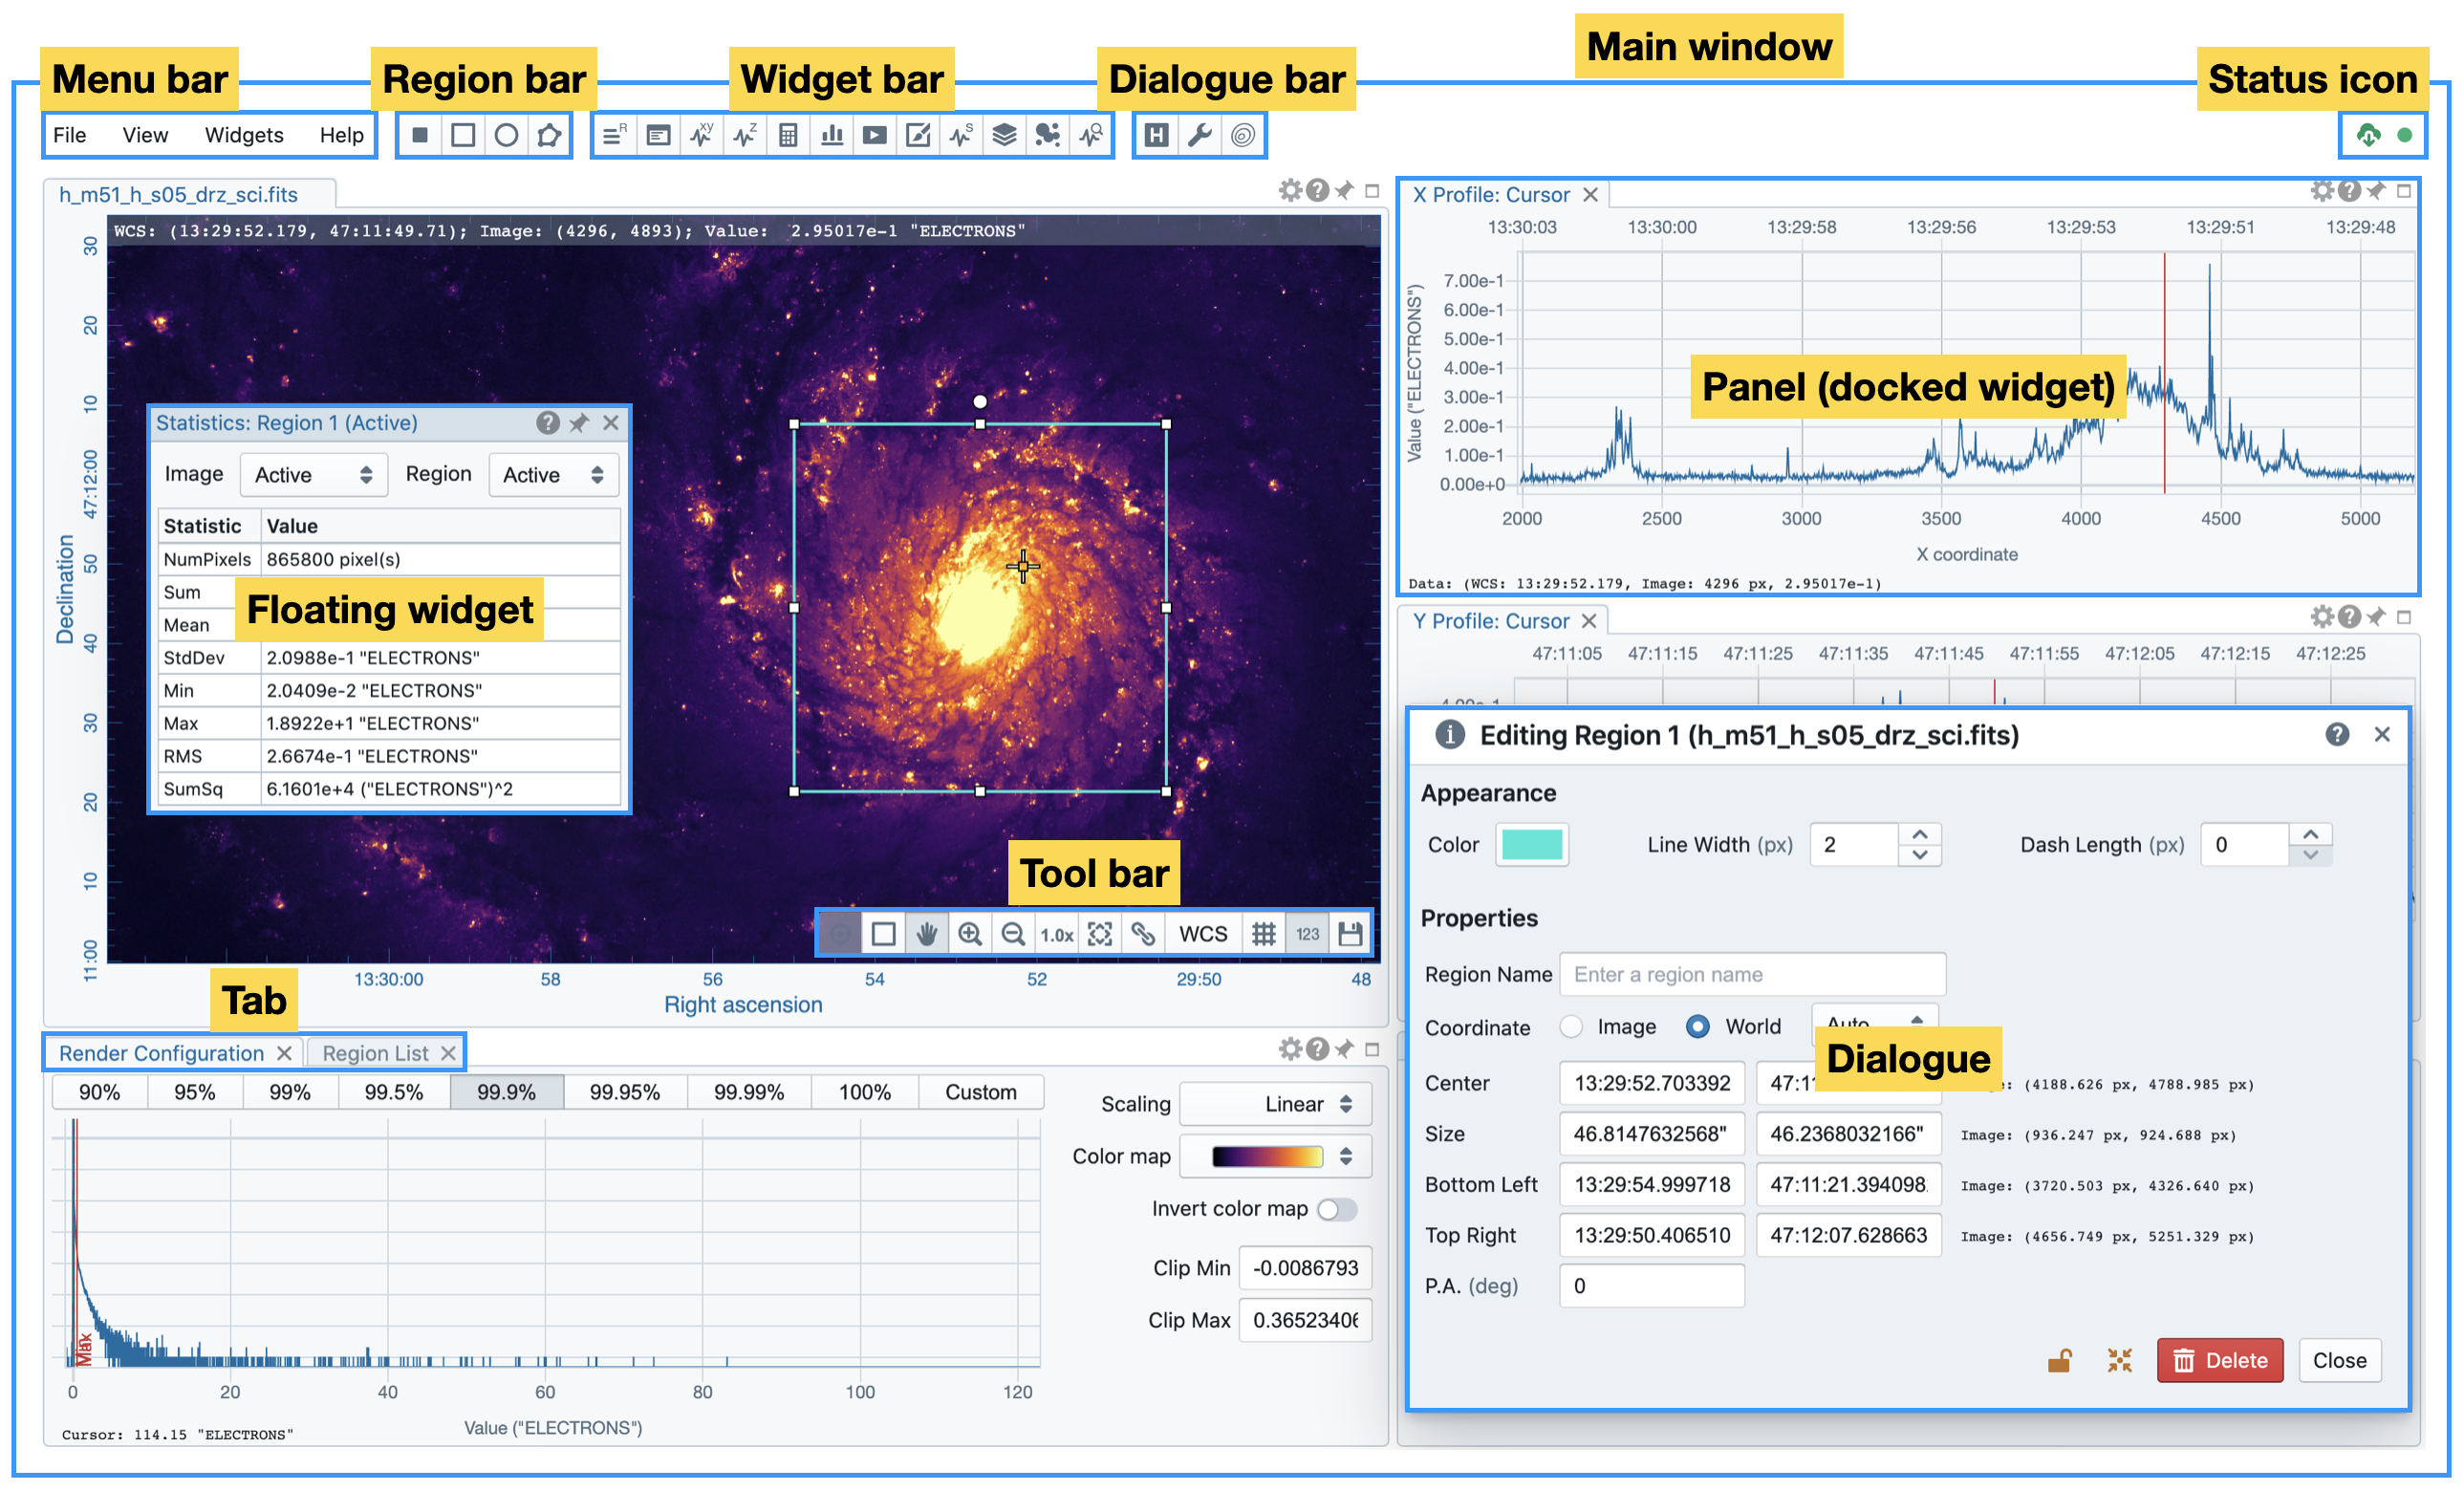 Main window
Menu bar
Region bar
Widget bar
Dialogue bar
Status icon
File View Widgets Help
R
XY
Z
S
H
h_m51_h_s05_drz_sci.fits
WCS: (13:29:52.179, 47:11:49.71); Image: (4296, 4893); Value: 2.95017e-1 "ELECTRONS"
30
20
10
47:12:00
50
40
30
20
10
11:00
Declination
Statistics: Region 1 (Active)
Image Active Region Active
Statistic Value
NumPixels 865800 pixel(s)
Sum
Mean
Floating widget
StdDev 2.0988e-1 "ELECTRONS"
Min 2.0409e-2 "ELECTRONS"
Max 1.8922e+1 "ELECTRONS"
RMS 2.6674e-1 "ELECTRONS"
SumSq 6.1601e+4 ("ELECTRONS")^2
Tool bar
1.0x WCS 123
13:30:00 58 56 54 52 29:50 48
Right ascension
Tab
Render Configuration Region List
90% 95% 99% 99.5% 99.9% 99.95% 99.99% 100% Custom
Max
0 20 40 60 80 100 120
Value ("ELECTRONS")
Cursor: 114.15 "ELECTRONS"
Scaling Linear
Color map
Invert color map
Clip Min -0.0086793
Clip Max 0.3652340
X Profile: Cursor
13:30:03 13:30:00 13:29:58 13:29:56 13:29:53 13:29:51 13:29:48
7.00e-1
6.00e-1
5.00e-1
4.00e-1
3.00e-1
2.00e-1
1.00e-1
0.00e+0
Value ("ELECTRONS")
Panel (docked widget)
2000 2500 3000 3500 4000 4500 5000
X coordinate
Data: (WCS: 13:29:52.179, Image: 4296 px, 2.95017e-1)
Y Profile: Cursor
47:11:05 47:11:15 47:11:25 47:11:35 47:11:45 47:11:55 47:12:05 47:12:15 47:12:25
Editing Region 1 (h_m51_h_s05_drz_sci.fits)
Appearance
Color Line Width (px) 2 Dash Length (px) 0
Properties
Region Name Enter a region name
Coordinate Image World Auto
Dialogue
Center 13:29:52.703392 47:1 (4188.626 px, 4788.985 px)
Size 46.8147632568" 46.2368032166" Image: (936.247 px, 924.688 px)
Bottom Left 13:29:54.999718 47:11:21.394098 Image: (3720.503 px, 4326.640 px)
Top Right 13:29:50.406510 47:12:07.628663 Image: (4656.749 px, 5251.329 px)
P.A. (deg) 0
Delete Close